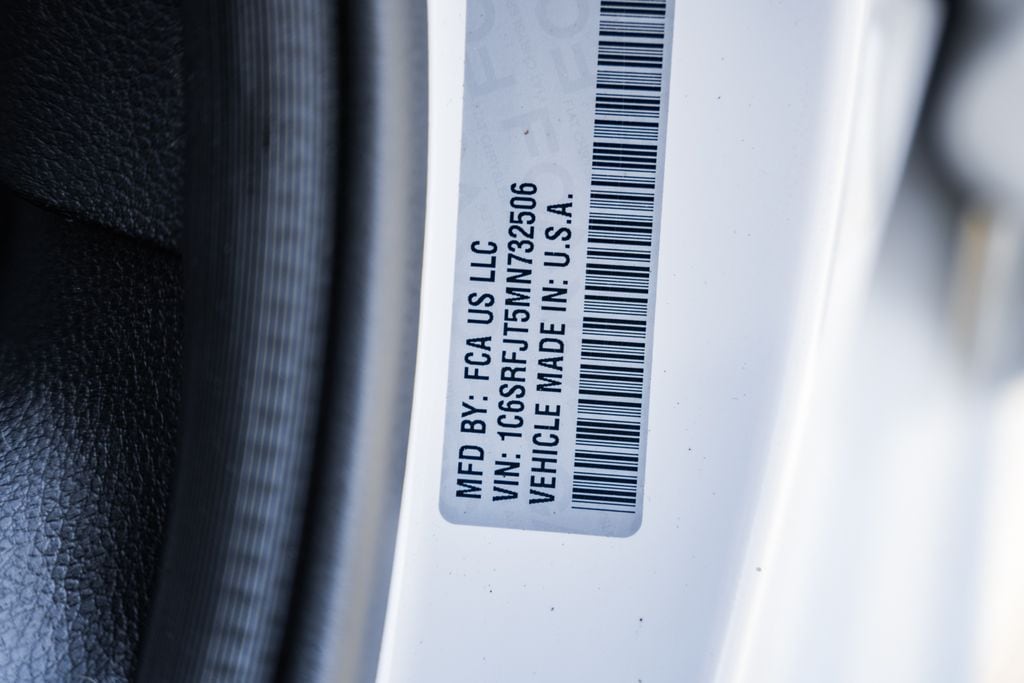 MFD BY: FCA US LLC
VIN: 1C6SRFJT5MN732506
VEHICLE MADE IN: U.S.A.